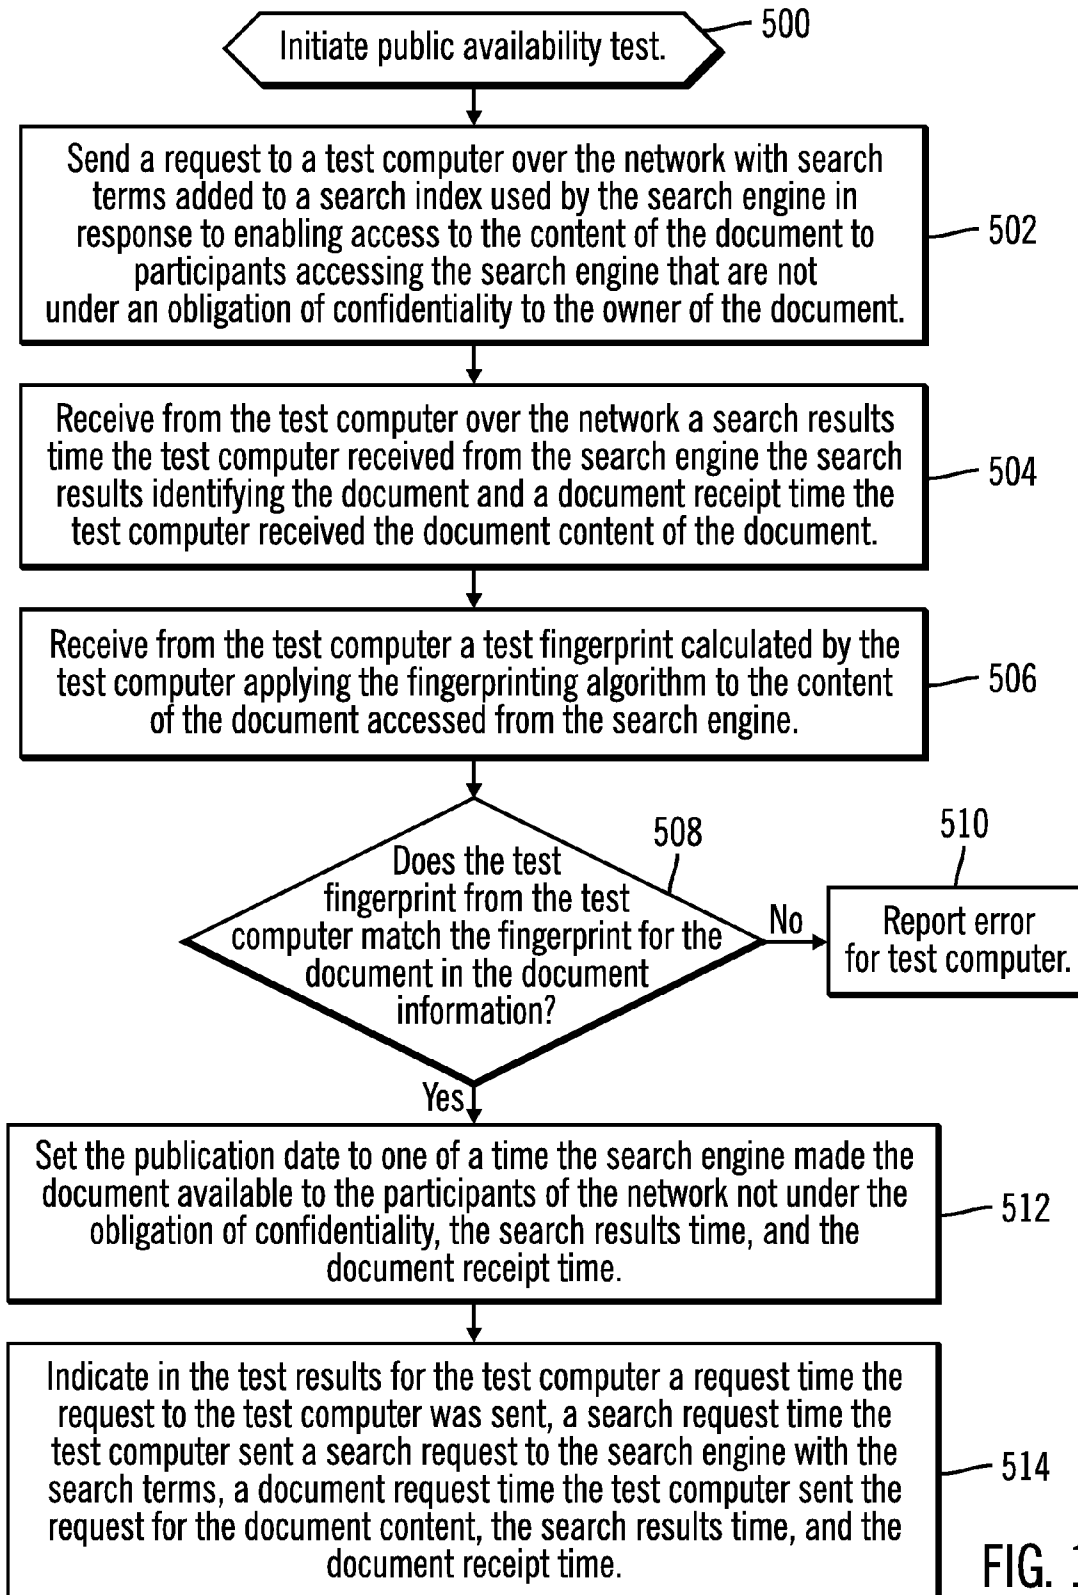 500
Initiate public availability test.
Send a request to a test computer over the network with search
terms added to a search index used by the search engine in
response to enabling access to the content of the document to
participants accessing the search engine that are not
under an obligation of confidentiality to the owner of the document.
502
Receive from the test computer over the network a search results
time the test computer received from the search engine the search
results identifying the document and a document receipt time the
test computer received the document content of the document.
504
Receive from the test computer a test fingerprint calculated by the
test computer applying the fingerprinting algorithm to the content
of the document accessed from the search engine.
506
Does the test
fingerprint from the test
computer match the fingerprint for the
document in the document
information?
508
No
510
Report error
for test computer.
Yes
Set the publication date to one of a time the search engine made the
document available to the participants of the network not under the
obligation of confidentiality, the search results time, and the
document receipt time.
512
Indicate in the test results for the test computer a request time the
request to the test computer was sent, a search request time the
test computer sent a search request to the search engine with the
search terms, a document request time the test computer sent the
request for the document content, the search results time, and the
document receipt time.
514
FIG.